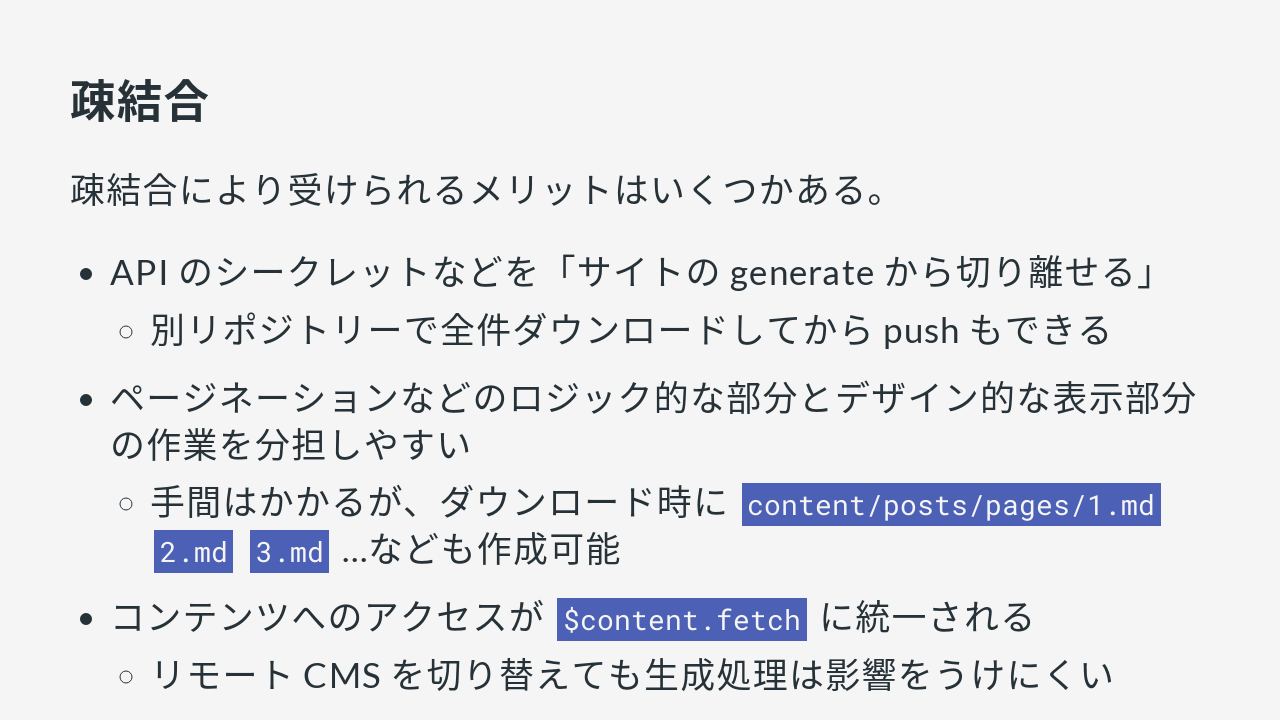 疎結合
疎結合により受けられるメリットはいくつかある。
• API のシークレットなどを「サイトの generate から切り離せる」
◦ 別リポジトリーで全件ダウンロードしてから push もできる
• ページネーションなどのロジック的な部分とデザイン的な表示部分
の作業を分担しやすい
◦ 手間はかかるが、ダウンロード時に content/posts/pages/1.md
2.md 3.md ...なども作成可能
• コンテンツへのアクセスが $content.fetch に統一される
◦ リモート CMS を切り替えても生成処理は影響をうけにくい